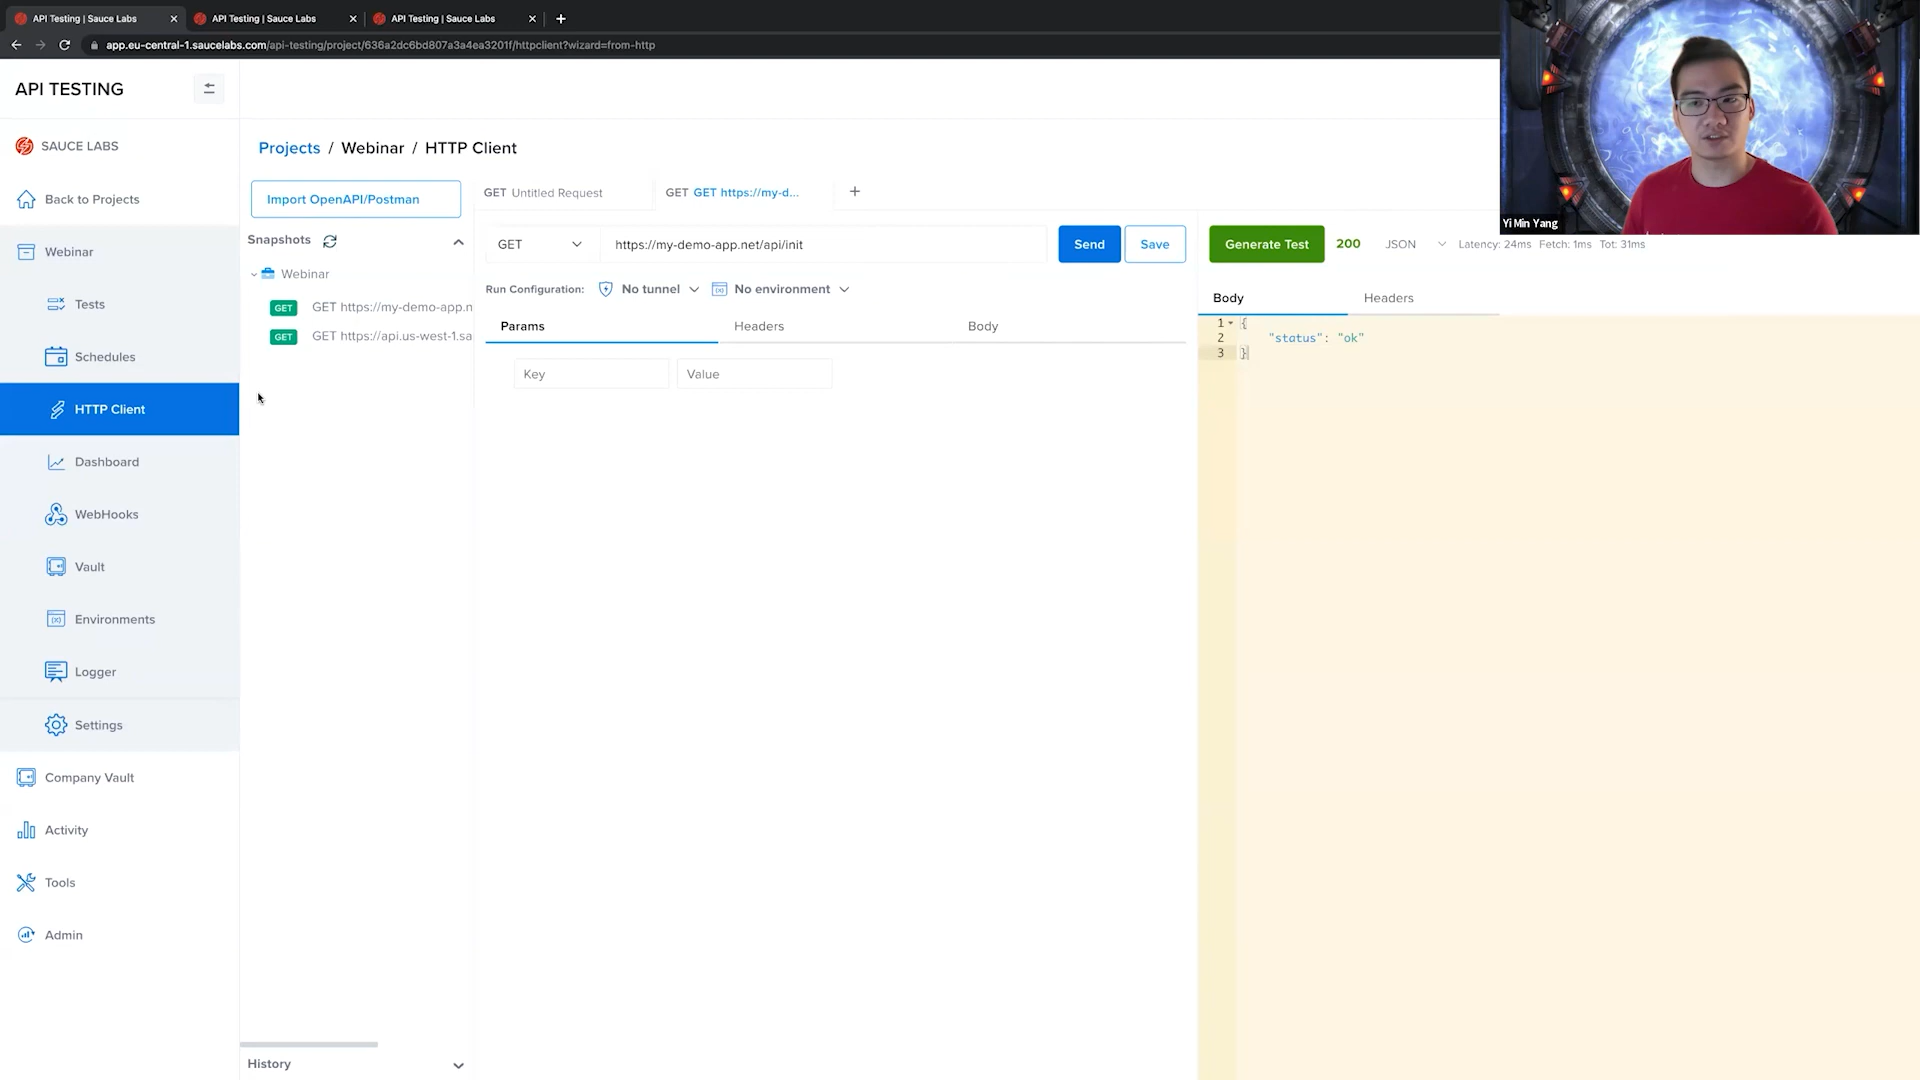 API Testing | Sauce Labs
API Testing | Sauce Labs
API Testing | Sauce Labs
app.eu-central-1.saucelabs.com/api-testing/project/636a2dc6bd807a3a4ea3201f/httpclient?wizard=from-http
Yi Min Yang
API TESTING
SAUCE LABS
Back to Projects
Webinar
Tests
Schedules
HTTP Client
Dashboard
WebHooks
Vault
Environments
Logger
Settings
Company Vault
Activity
Tools
Admin
Projects / Webinar / HTTP Client
Import OpenAPI/Postman
Snapshots
Webinar
GET GET https://my-demo-app.n
GET GET https://api.us-west-1.sa
History
GET Untitled Request
GET GET https://my-d...
GET https://my-demo-app.net/api/init Send Save
Run Configuration: No tunnel No environment
Params Headers Body
Key Value
Generate Test 200 JSON Latency: 24ms Fetch: 1ms Tot: 31ms
Body Headers
1 {
2 "status": "ok"
3 }